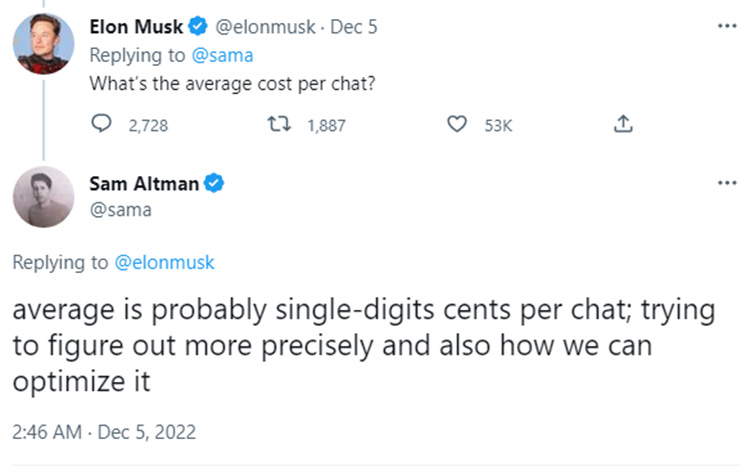 Elon Musk @elonmusk · Dec 5
Replying to @sama
What's the average cost per chat?
2,728 1,887 53K
Sam Altman
@sama
Replying to @elonmusk
average is probably single-digits cents per chat; trying
to figure out more precisely and also how we can
optimize it
2:46 AM · Dec 5, 2022